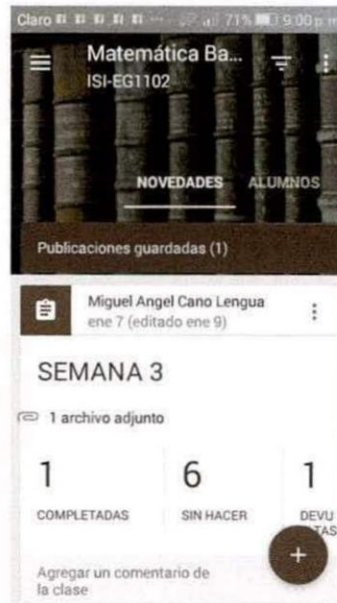 Claro 71% 9:00 p m
Matemática Ba...
ISI-EG1102
NOVEDADES ALUMNOS
Publicaciones guardadas (1)
Miguel Angel Cano Lengua
ene 7 (editado ene 9)
SEMANA 3
1 archivo adjunto
1 6 1
COMPLETADAS SIN HACER DEVU
TAS
+
Agregar un comentario de
la clase